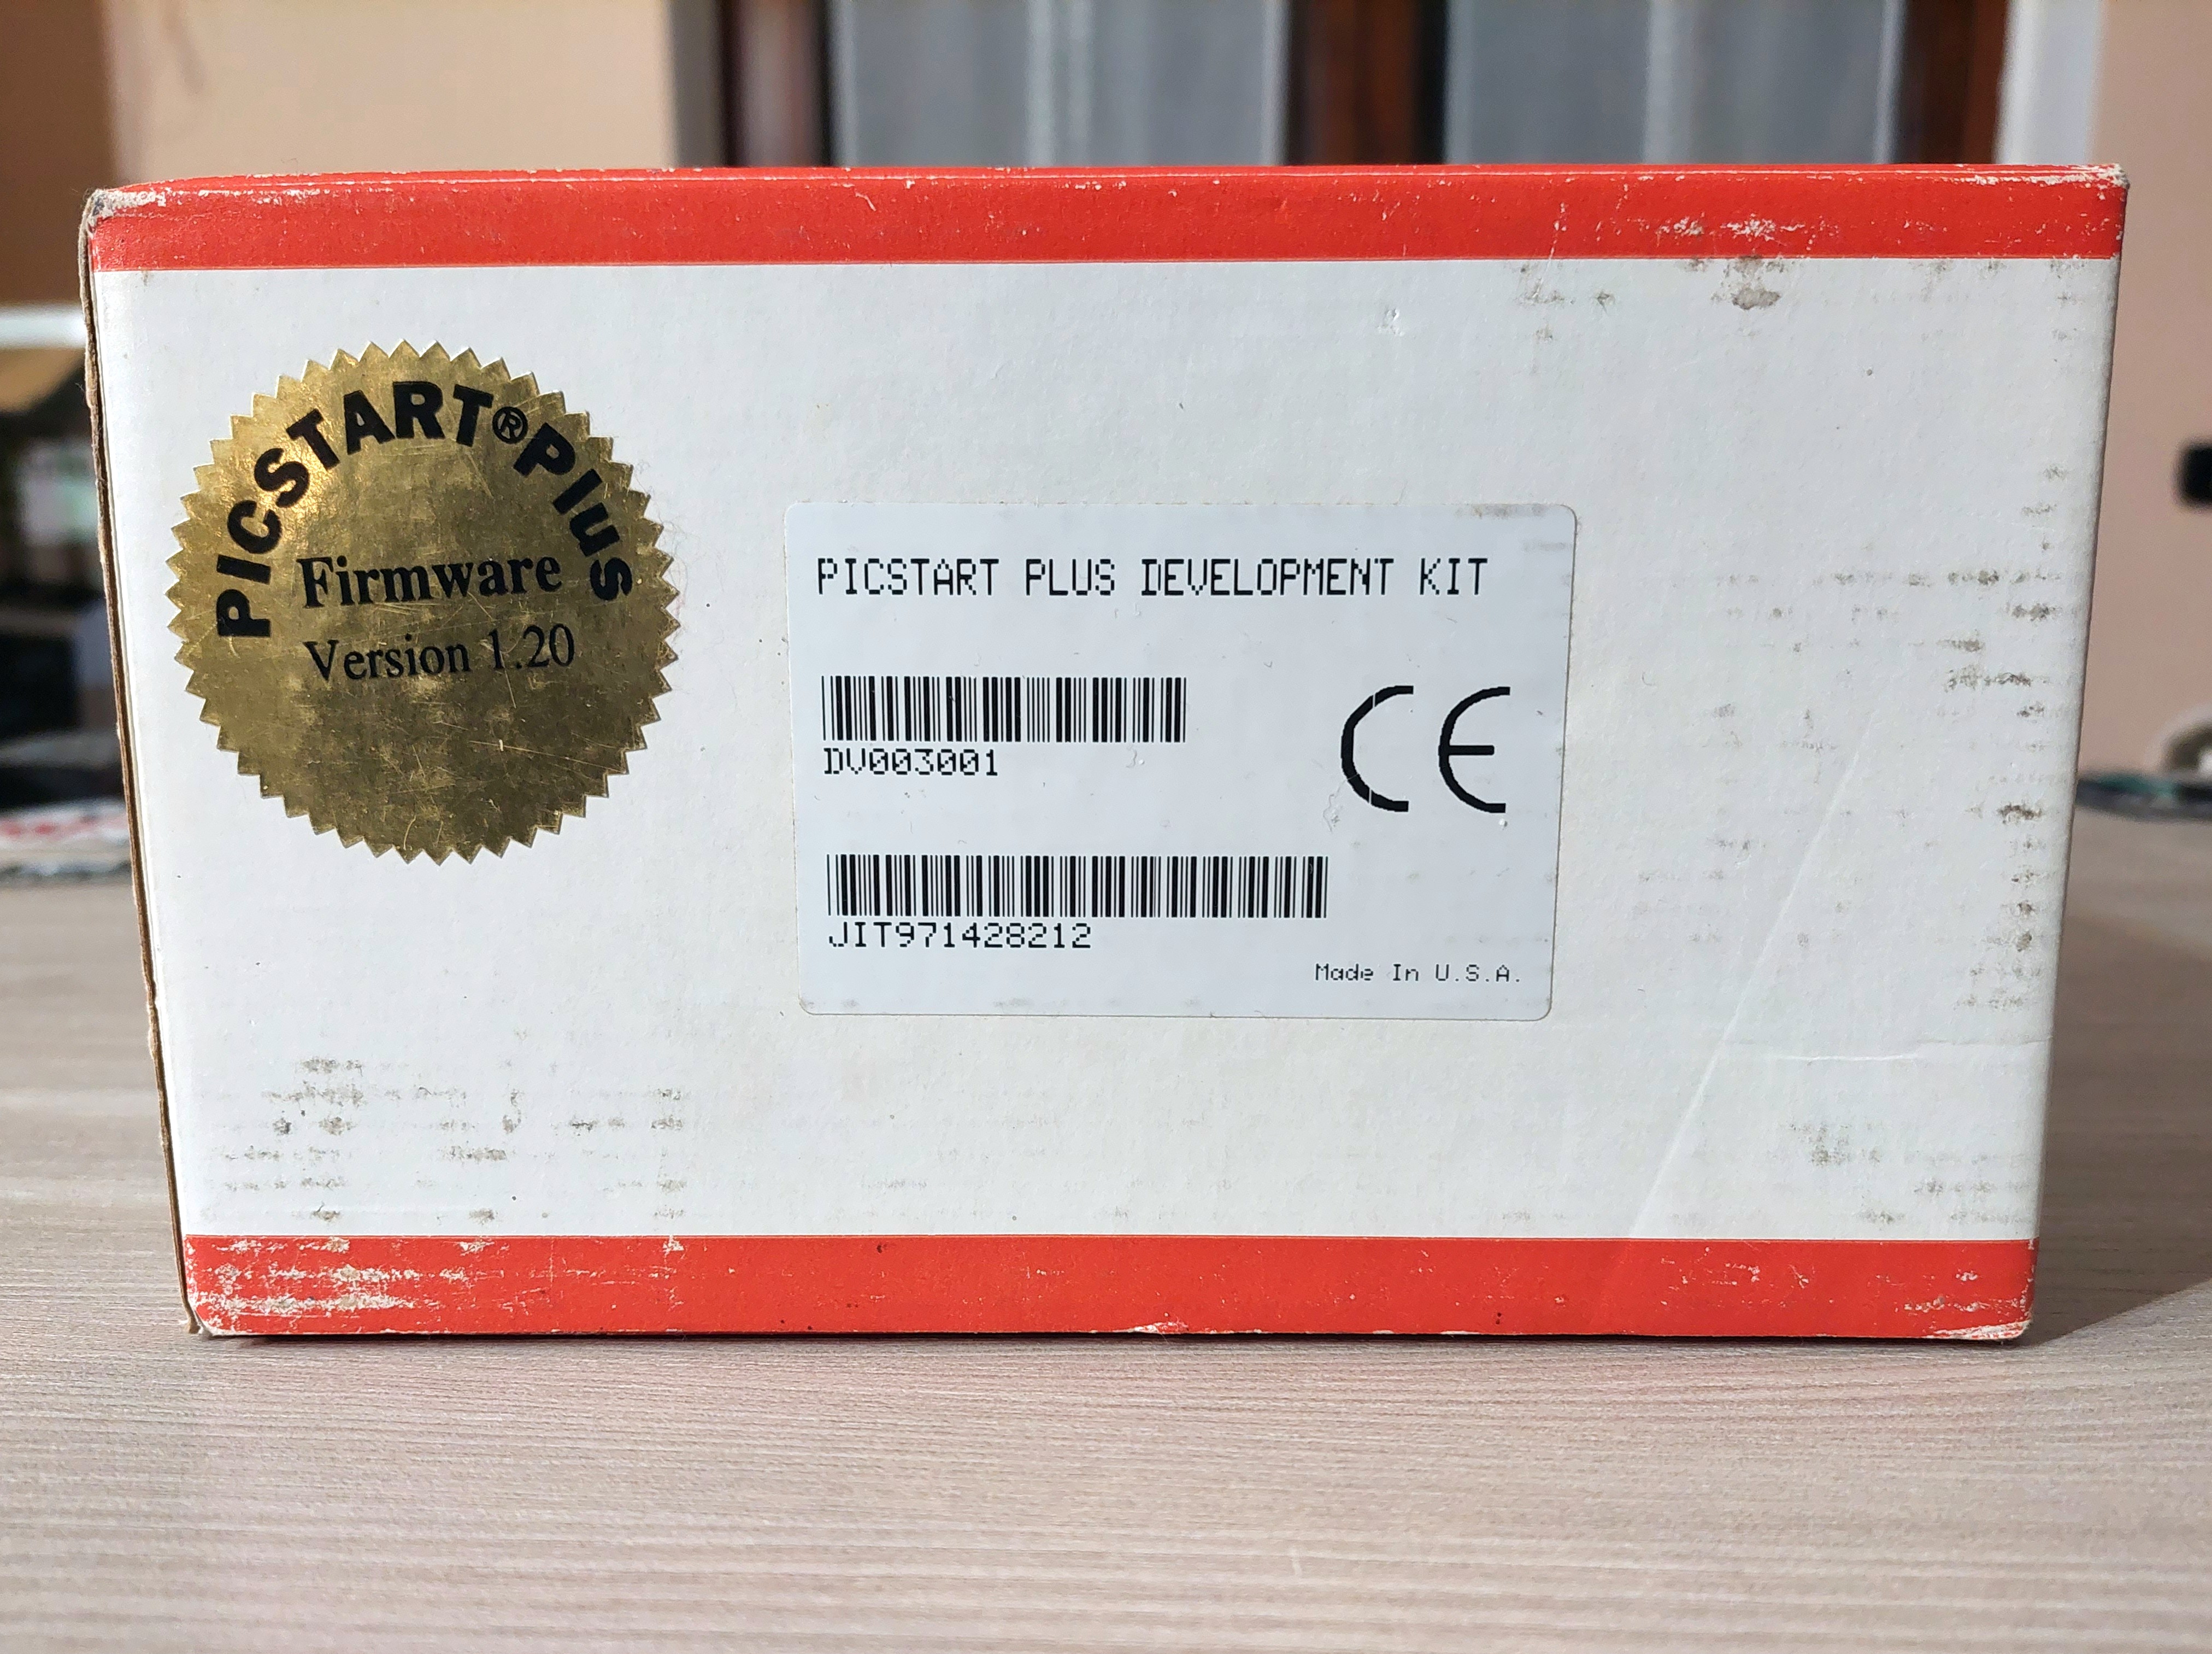 PICSTART® Plus
Firmware
Version 1.20
PICSTART PLUS DEVELOPMENT KIT
DV003001
CE
JIT971428212
Made In U.S.A.